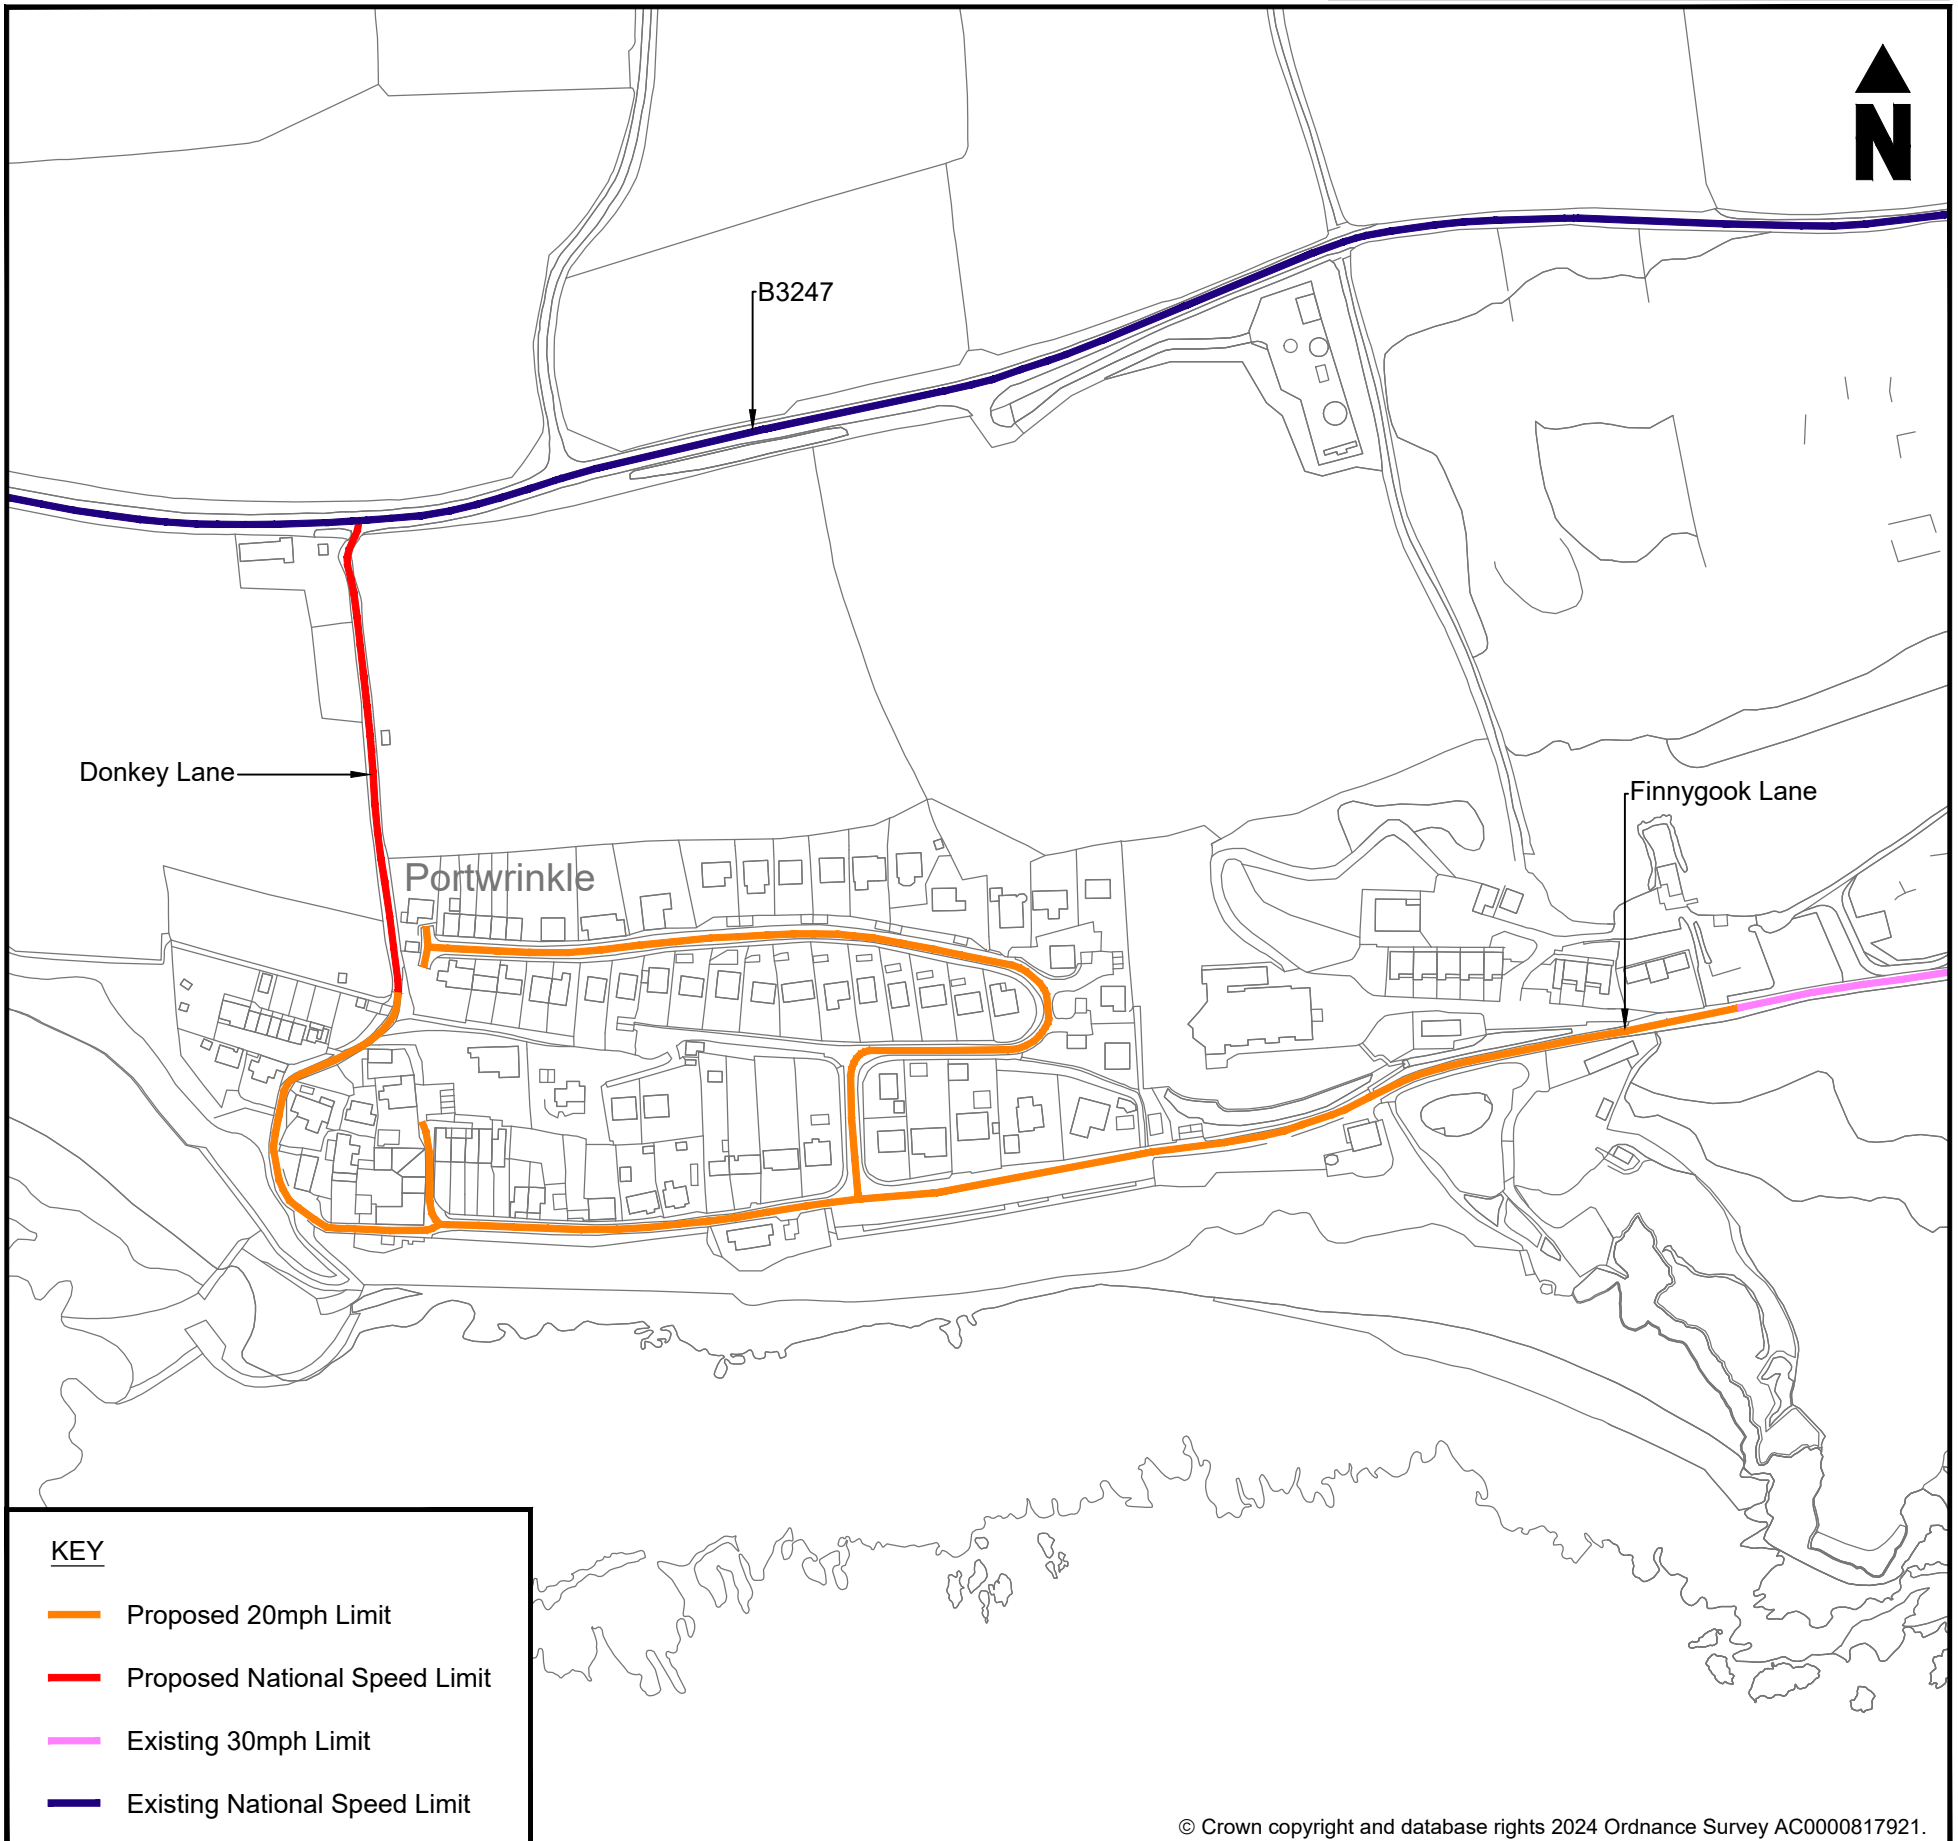 N
B3247
Donkey Lane
Finnygook Lane
Portwrinkle
KEY
Proposed 20mph Limit
Proposed National Speed Limit
Existing 30mph Limit
Existing National Speed Limit
© Crown copyright and database rights 2024 Ordnance Survey AC0000817921.